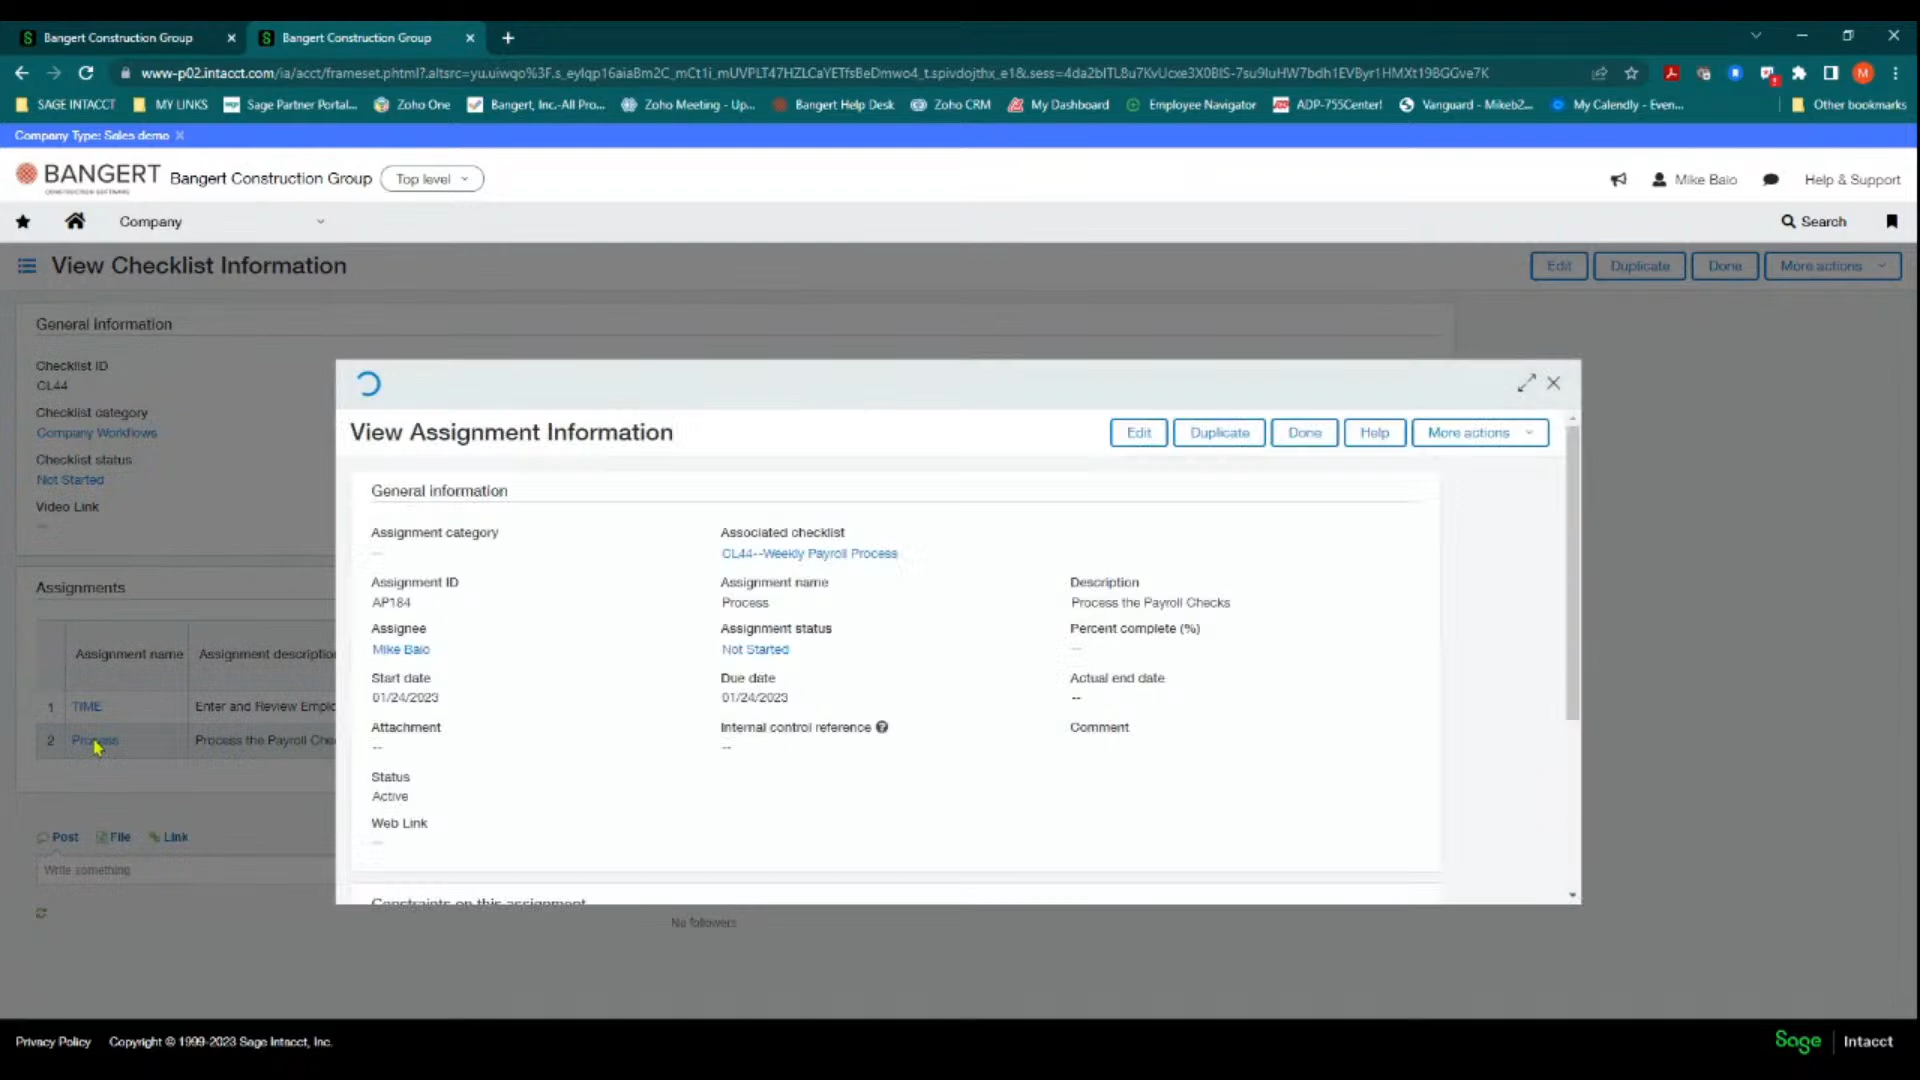 Bangert Construction Group
Bangert Construction Group
SAGE INTACCT
MY LINKS
Sage Partner Portal...
Zoho One
Bangert, Inc.-All Pro...
Zoho Meeting - Up...
Bangert Help Desk
Zoho CRM
My Dashboard
Employee Navigator
ADP-755Center!
Vanguard - Mikeb2...
My Calendly - Even...
Other bookmarks
Company Type: Sales demo
BANGERT
CONSTRUCTION SOFTWARE
Bangert Construction Group
Top level
Mike Baio
Help & Support
Company
Search
View Checklist Information
Edit
Duplicate
Done
More actions
General information
Checklist ID
CL44
Checklist category
Company Workflows
Checklist status
Not Started
Video Link
--
Assignments
Assignment name
Assignment description
1
TIME
Enter and Review Emplo
2
Process
Process the Payroll Che
Post
File
Link
Write something
No followers
View Assignment Information
Edit
Duplicate
Done
Help
More actions
General information
Assignment category
--
Associated checklist
CL44--Weekly Payroll Process
Assignment ID
AP184
Assignment name
Process
Description
Process the Payroll Checks
Assignee
Mike Baio
Assignment status
Not Started
Percent complete (%)
--
Start date
01/24/2023
Due date
01/24/2023
Actual end date
--
Attachment
--
Internal control reference
--
Comment
Status
Active
Web Link
--
Constraints on this assignment
Privacy Policy
Copyright © 1999-2023 Sage Intacct, Inc.
Sage
Intacct